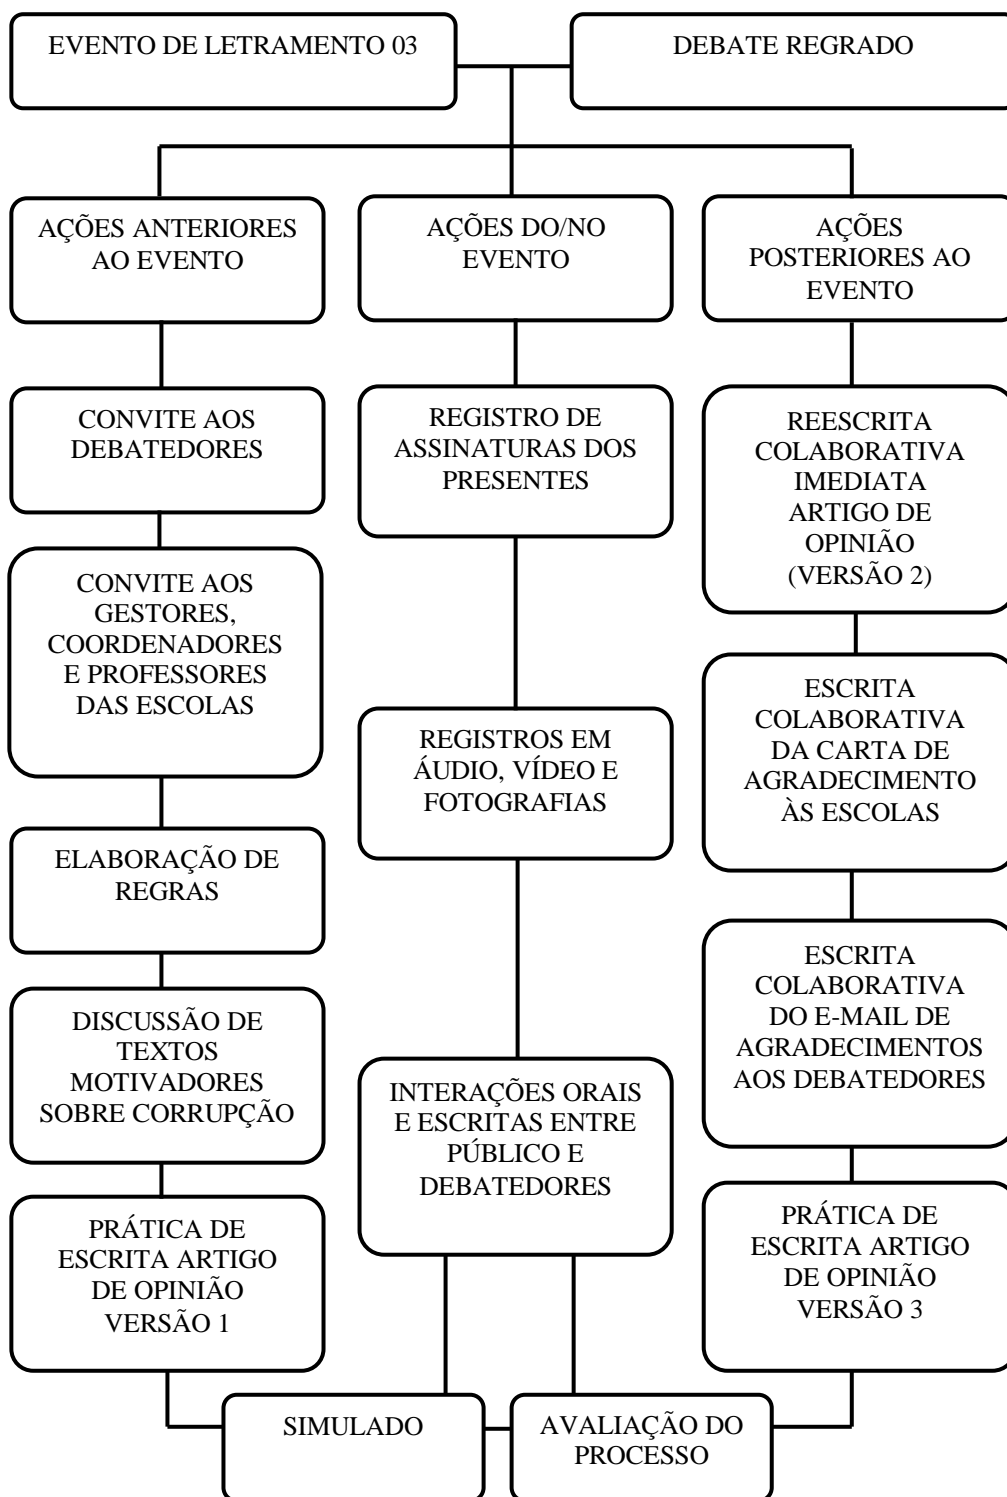 EVENTO DE LETRAMENTO 03
DEBATE REGRADO
AÇÕES ANTERIORES
AO EVENTO
CONVITE AOS
DEBATEDORES
CONVITE AOS
GESTORES,
COORDENADORES
E PROFESSORES
DAS ESCOLAS
ELABORAÇÃO DE
REGRAS
DISCUSSÃO DE
TEXTOS
MOTIVADORES
SOBRE CORRUPÇÃO
PRÁTICA DE
ESCRITA ARTIGO
DE OPINIÃO
VERSÃO 1
AÇÕES DO/NO
EVENTO
REGISTRO DE
ASSINATURAS DOS
PRESENTES
REGISTROS EM
ÁUDIO, VÍDEO E
FOTOGRAFIAS
INTERAÇÕES ORAIS
E ESCRITAS ENTRE
PÚBLICO E
DEBATEDORES
AÇÕES
POSTERIORES AO
EVENTO
REESCRITA
COLABORATIVA
IMEDIATA
ARTIGO DE
OPINIÃO
(VERSÃO 2)
ESCRITA
COLABORATIVA
DA CARTA DE
AGRADECIMENTO
ÀS ESCOLAS
ESCRITA
COLABORATIVA
DO E-MAIL DE
AGRADECIMENTOS
AOS DEBATEDORES
PRÁTICA DE
ESCRITA ARTIGO
DE OPINIÃO
VERSÃO 3
SIMULADO
AVALIAÇÃO DO
PROCESSO